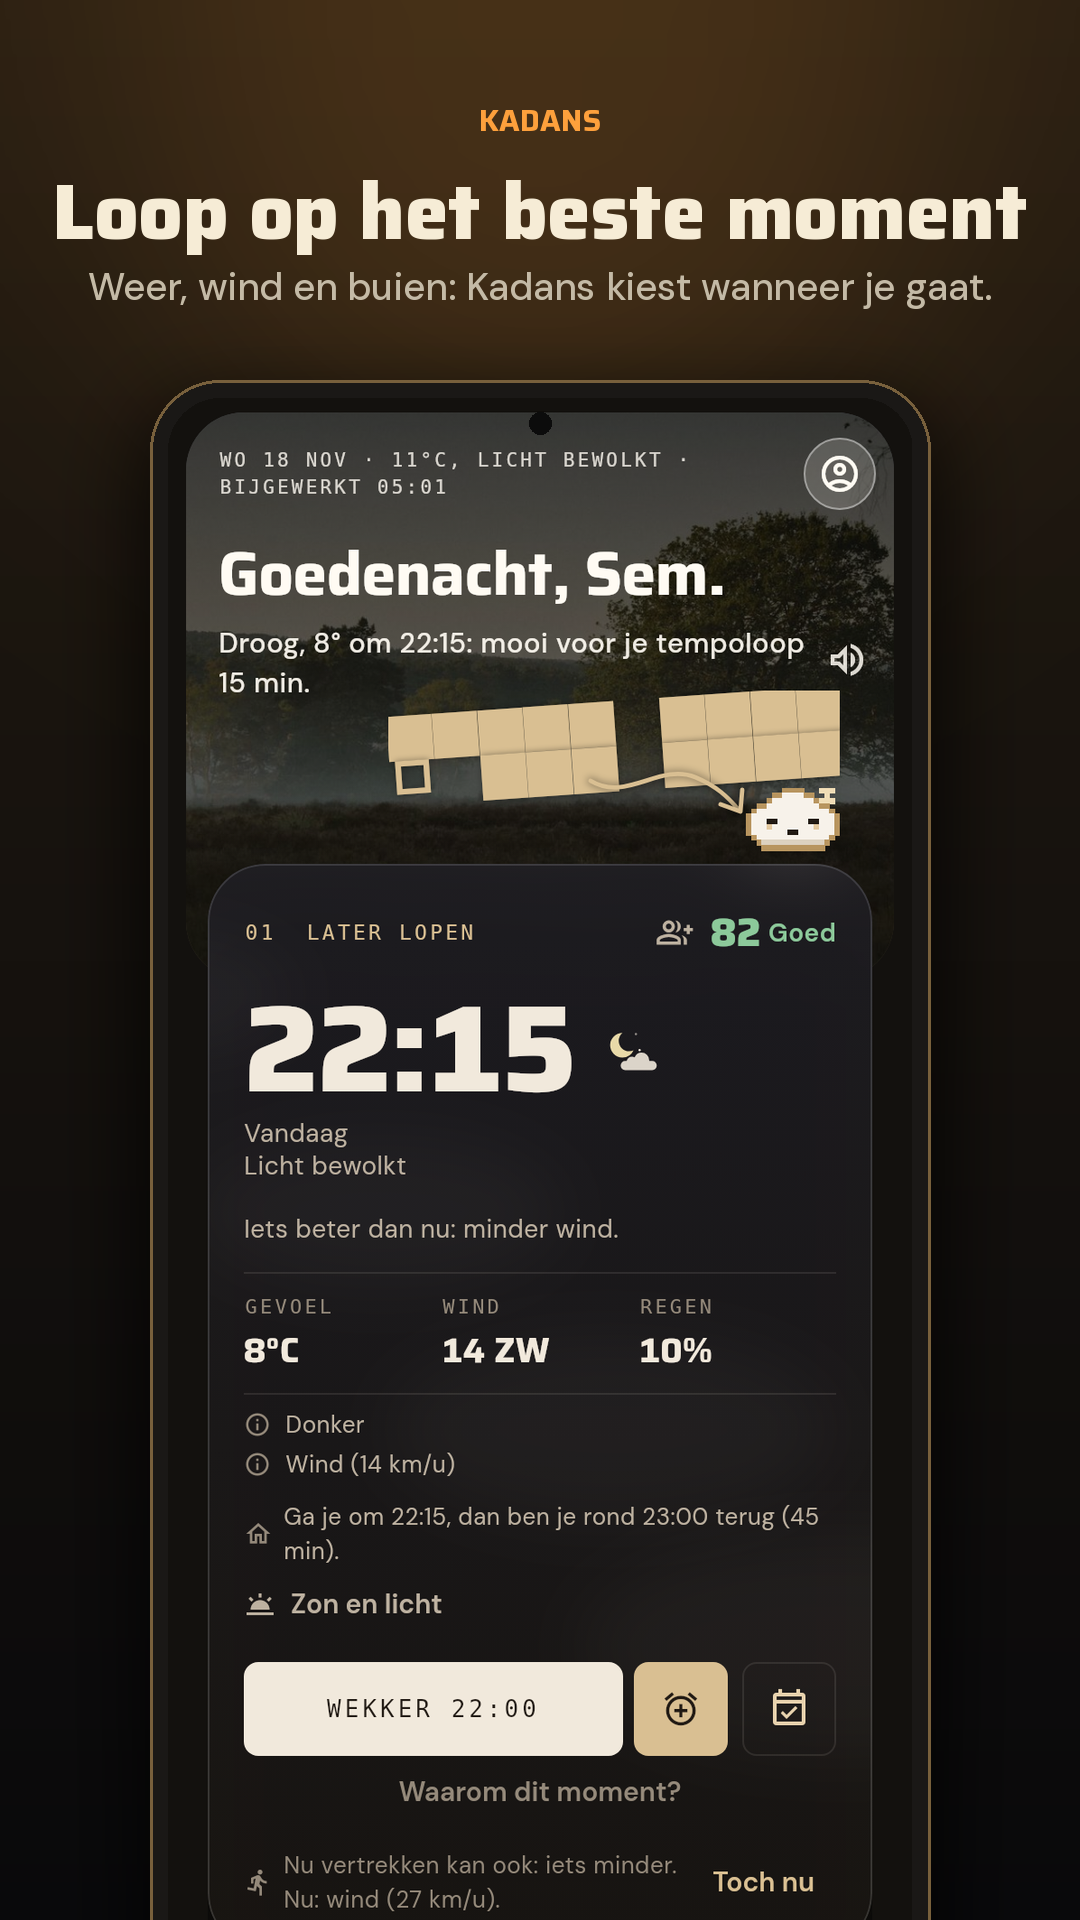 KADANS
Loop op het beste moment
Weer, wind en buien: Kadans kiest wanneer je gaat.
WO 18 NOV · 11°C, LICHT BEWOLKT ·
BIJGEWERKT 05:01
Goedenacht, Sem.
Droog, 8° om 22:15: mooi voor je tempoloop
15 min.
01 LATER LOPEN
82 Goed
22:15
Vandaag
Licht bewolkt
Iets beter dan nu: minder wind.
GEVOEL WIND REGEN
8°C 14 ZW 10%
Donker
Wind (14 km/u)
Ga je om 22:15, dan ben je rond 23:00 terug (45
min).
Zon en licht
WEKKER 22:00
Waarom dit moment?
Nu vertrekken kan ook: iets minder.
Nu: wind (27 km/u).
Toch nu